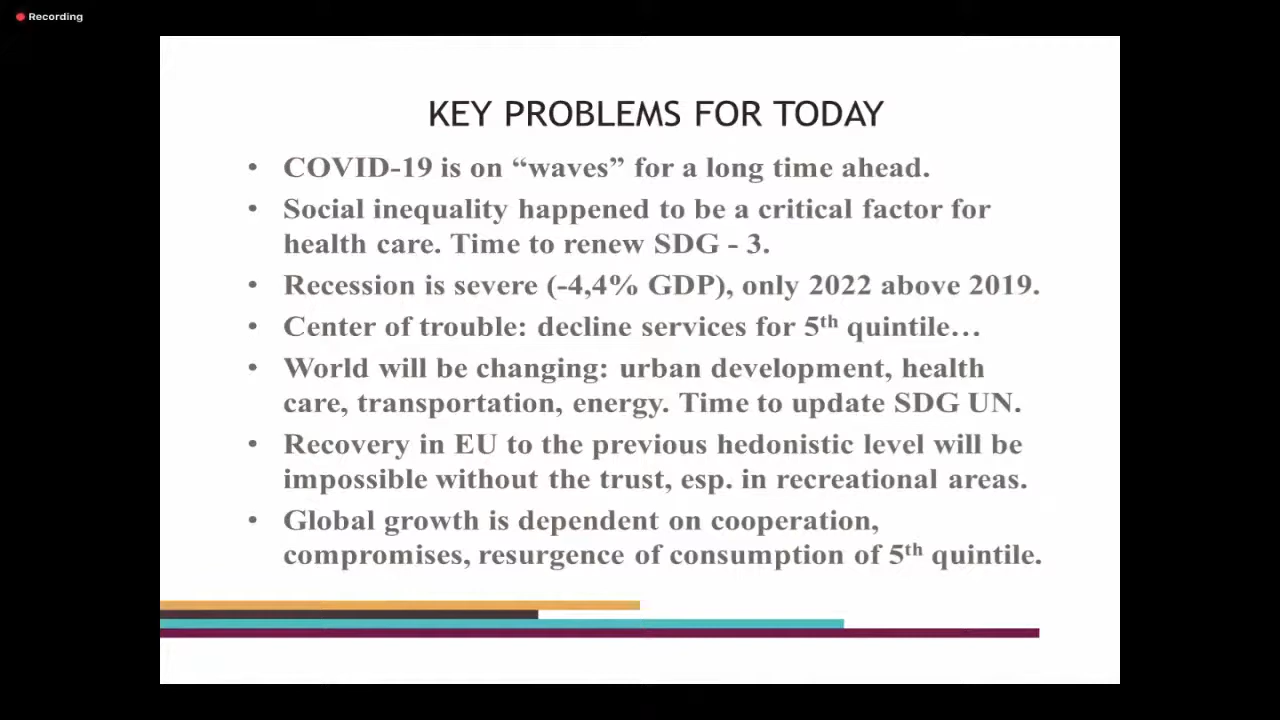 Recording
KEY PROBLEMS FOR TODAY
• COVID-19 is on “waves” for a long time ahead.
• Social inequality happened to be a critical factor for
health care. Time to renew SDG - 3.
• Recession is severe (-4,4% GDP), only 2022 above 2019.
• Center of trouble: decline services for 5th quintile…
• World will be changing: urban development, health
care, transportation, energy. Time to update SDG UN.
• Recovery in EU to the previous hedonistic level will be
impossible without the trust, esp. in recreational areas.
• Global growth is dependent on cooperation,
compromises, resurgence of consumption of 5th quintile.